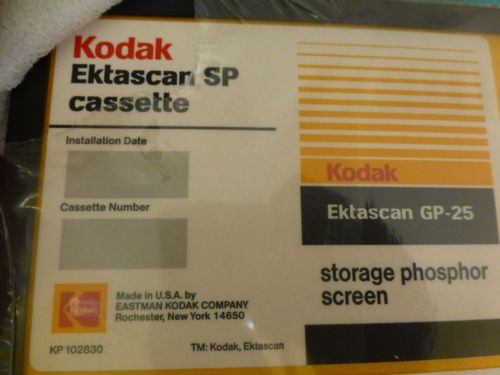 Kodak
Ektascan SP
cassette
Installation Date
Cassette Number
Made in U.S.A. by
EASTMAN KODAK COMPANY
Rochester, New York 14650
KP 102830
TM: Kodak, Ektascan
Kodak
Ektascan GP-25
storage phosphor
screen
Kodak